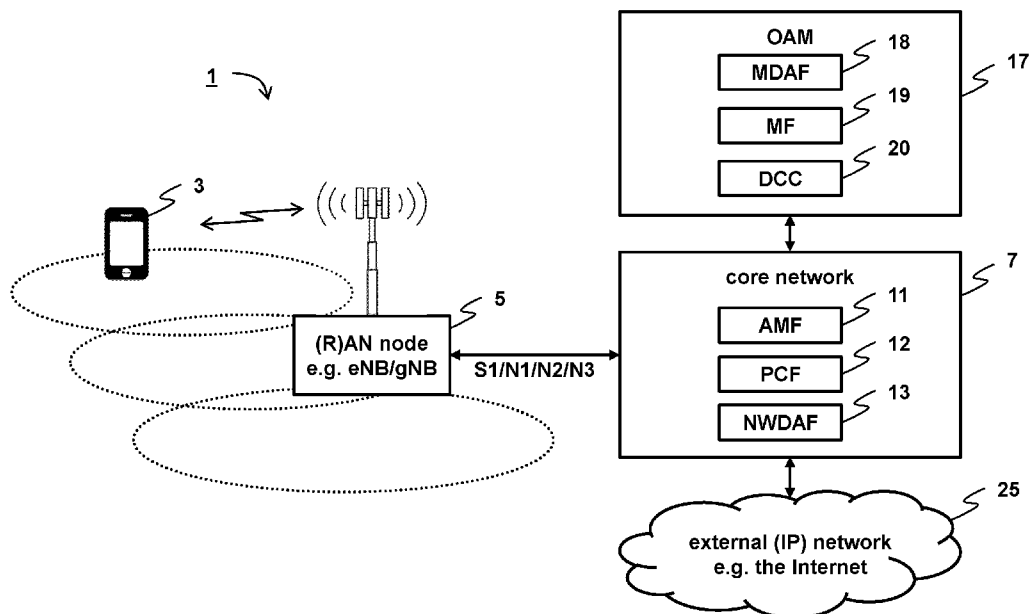 1
3
5
(R)AN node
e.g. eNB/gNB
S1/N1/N2/N3
OAM
17
MDAF
18
MF
19
DCC
20
core network
7
AMF
11
PCF
12
NWDAF
13
external (IP) network
e.g. the Internet
25